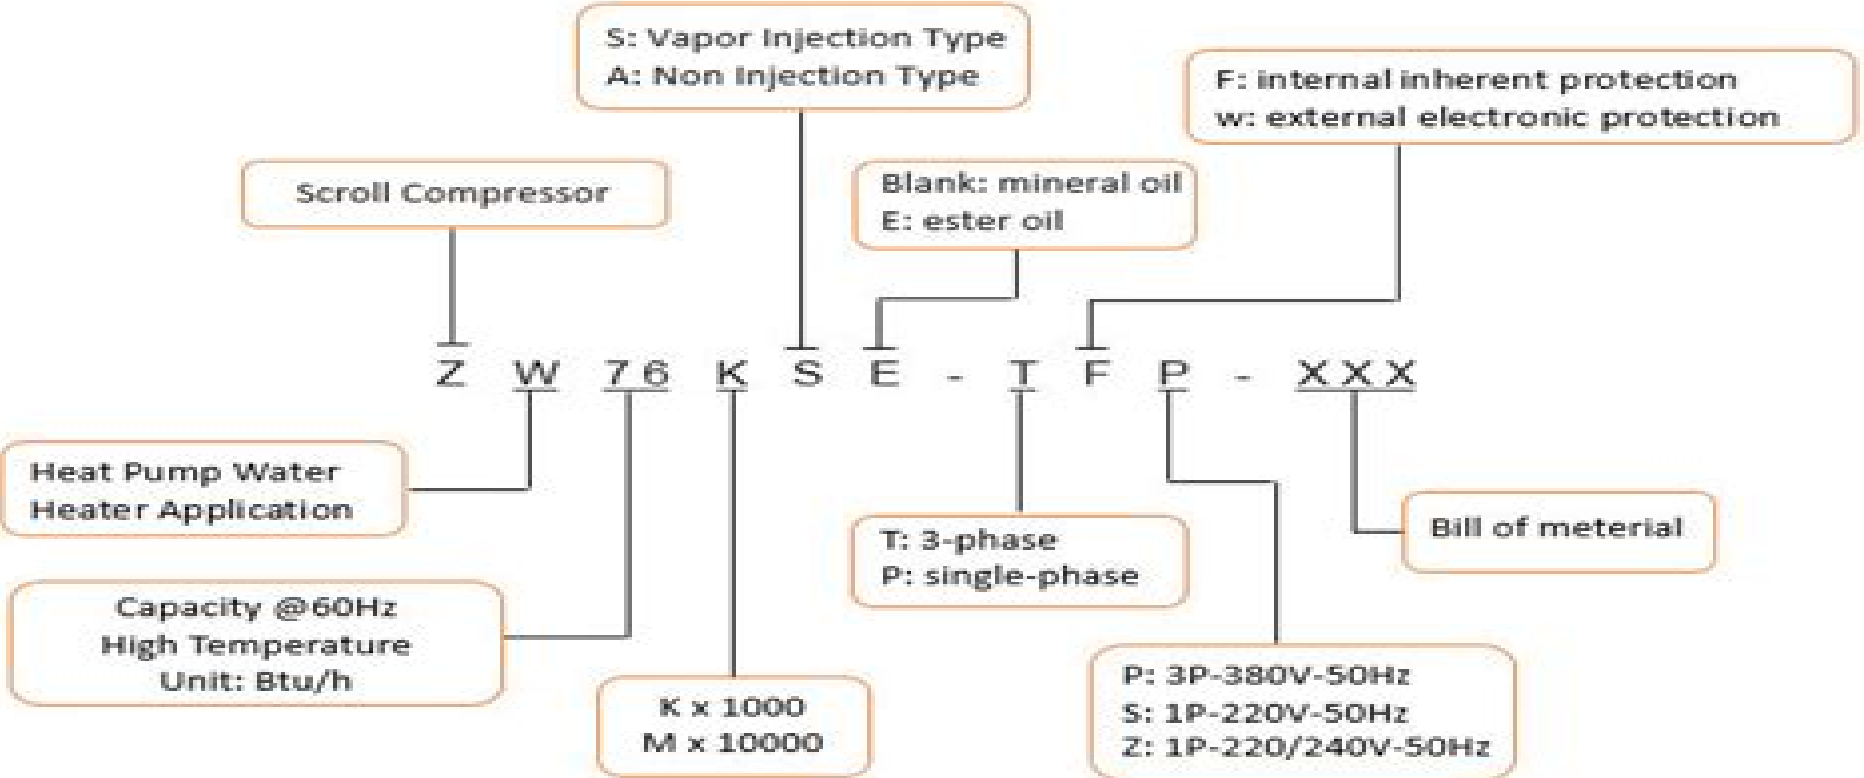 S: Vapor Injection Type
A: Non Injection Type
F: internal inherent protection
w: external electronic protection
Scroll Compressor
Blank: mineral oil
E: ester oil
Z W 7 6 K S E - T F P - X X X
Heat Pump Water
Heater Application
T: 3-phase
P: single-phase
Bill of meterial
Capacity @60Hz
High Temperature
Unit: Btu/h
K x 1000
M x 10000
P: 3P-380V-50Hz
S: 1P-220V-50Hz
Z: 1P-220/240V-50Hz